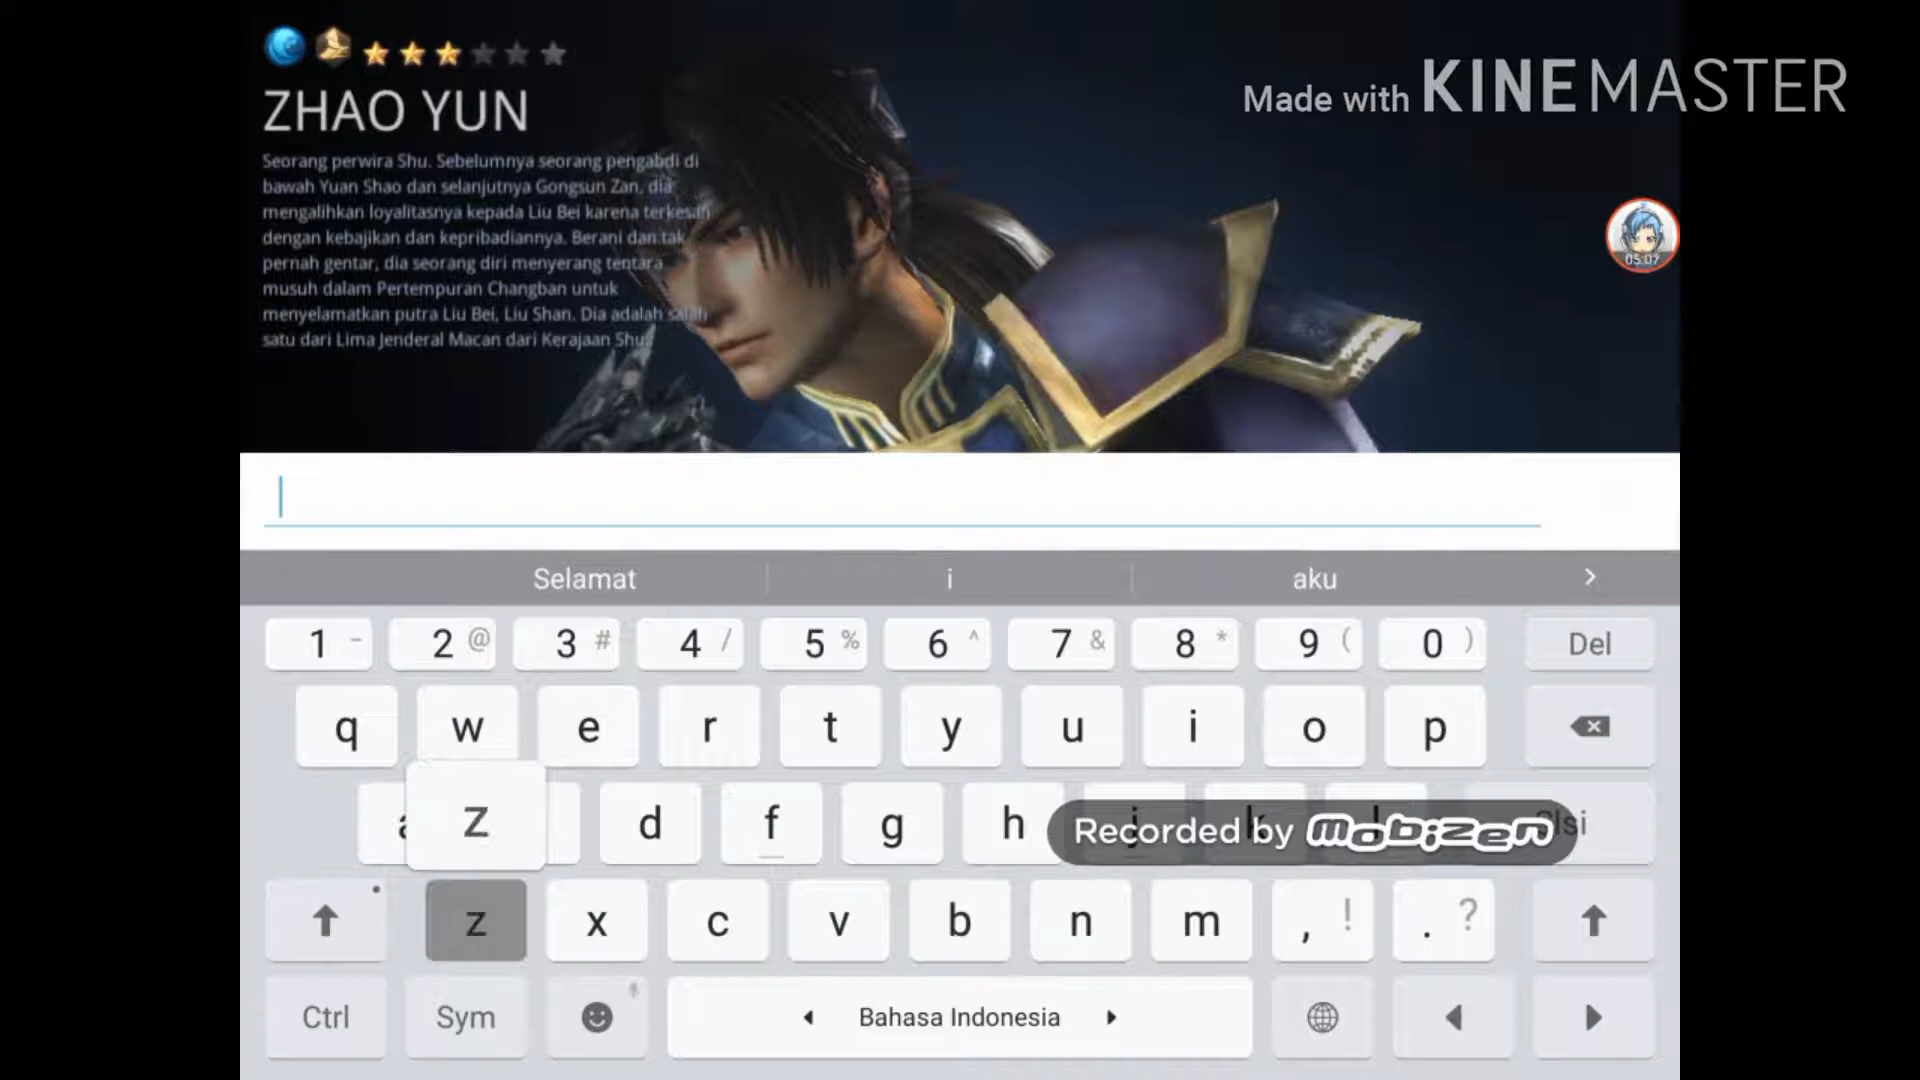 Made with KINEMASTER
ZHAO YUN
Seorang perwira Shu. Sebelumnya seorang pengabdi di
bawah Yuan Shao dan selanjutnya Gongsun Zan, dia
mengalihkan loyalitasnya kepada Liu Bei karena terkesan
dengan kebajikan dan kepribadiannya. Berani dan tak
pernah gentar, dia seorang diri menyerang tentara
musuh dalam Pertempuran Changban untuk
menyelamatkan putra Liu Bei, Liu Shan. Dia adalah salah
satu dari Lima Jenderal Macan dari Kerajaan Shu.
05:07
Selamat i aku >
1 - 2 @ 3 # 4 / 5 % 6 ^ 7 & 8 * 9 ( 0 ) Del
q w e r t y u i o p
a z d f g h j k l
Recorded by mobizen
z x c v b n m , ! . ?
Ctrl Sym Bahasa Indonesia